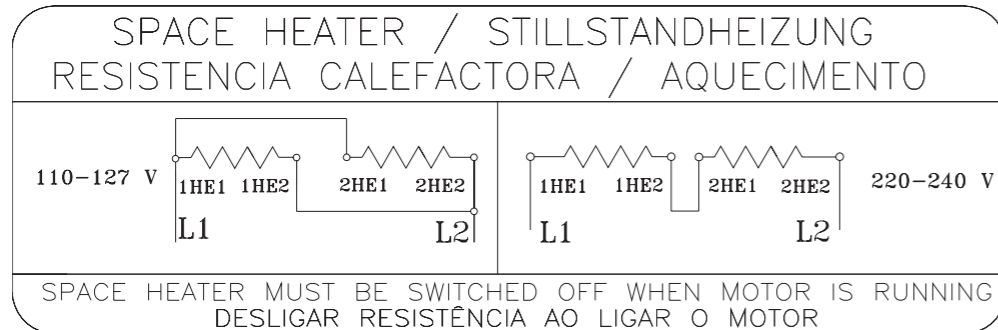 SPACE HEATER / STILLSTANDHEIZUNG
RESISTENCIA CALEFACTORA / AQUECIMENTO
110-127 V
1HE1 1HE2 2HE1 2HE2
L1 L2
1HE1 1HE2 2HE1 2HE2
L1 L2
220-240 V
SPACE HEATER MUST BE SWITCHED OFF WHEN MOTOR IS RUNNING
DESLIGAR RESISTÊNCIA AO LIGAR O MOTOR